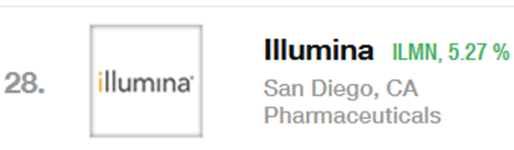 28.
illumina®
Illumina ILMN, 5.27 %
San Diego, CA
Pharmaceuticals